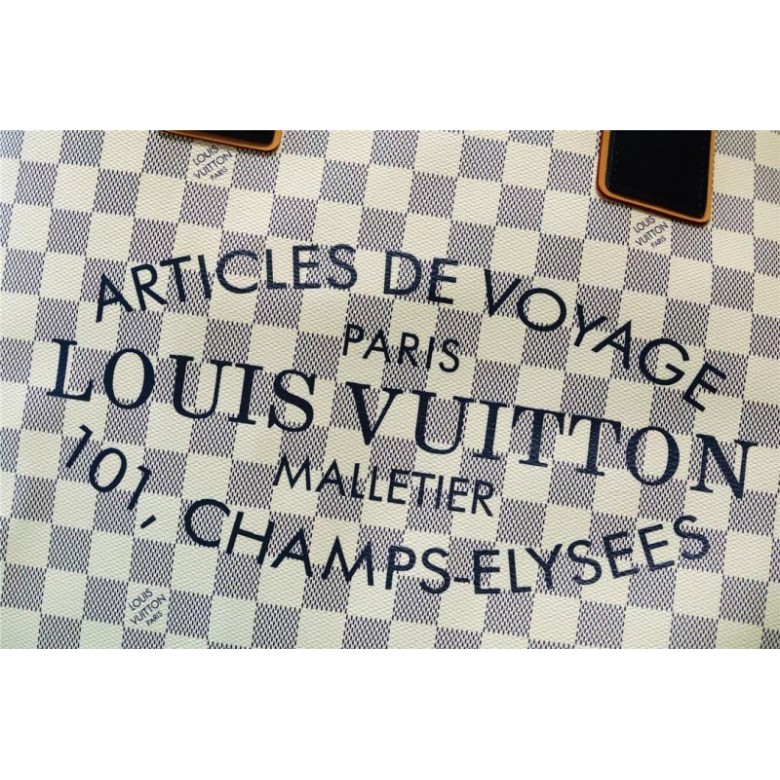 LOUIS
VUITTON
PARIS
LOUIS
VUITTON
PARIS
ARTICLES DE VOYAGE
PARIS
LOUIS VUITTON
MALLETIER
101, CHAMPS-ELYSEES
LOUIS
VUITTON
PARIS